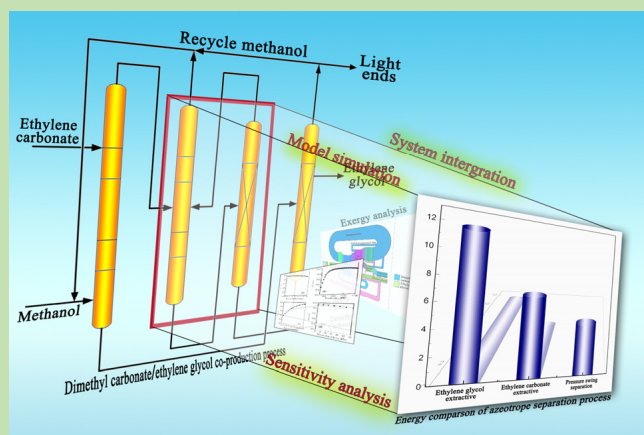 Recycle methanol
Light
ends
Ethylene
carbonate
Model simulation
System intergration
glycol
Exergy analysis
Methanol
Dimethyl carbonate/ethylene glycol co-production process
Sensitivity analysis
12
10
8
6
4
2
0
Ethylene glycol
extractive
Ethylene carbonate
extractive
Pressure swing
separation
Energy comparson of azeotrope separation process